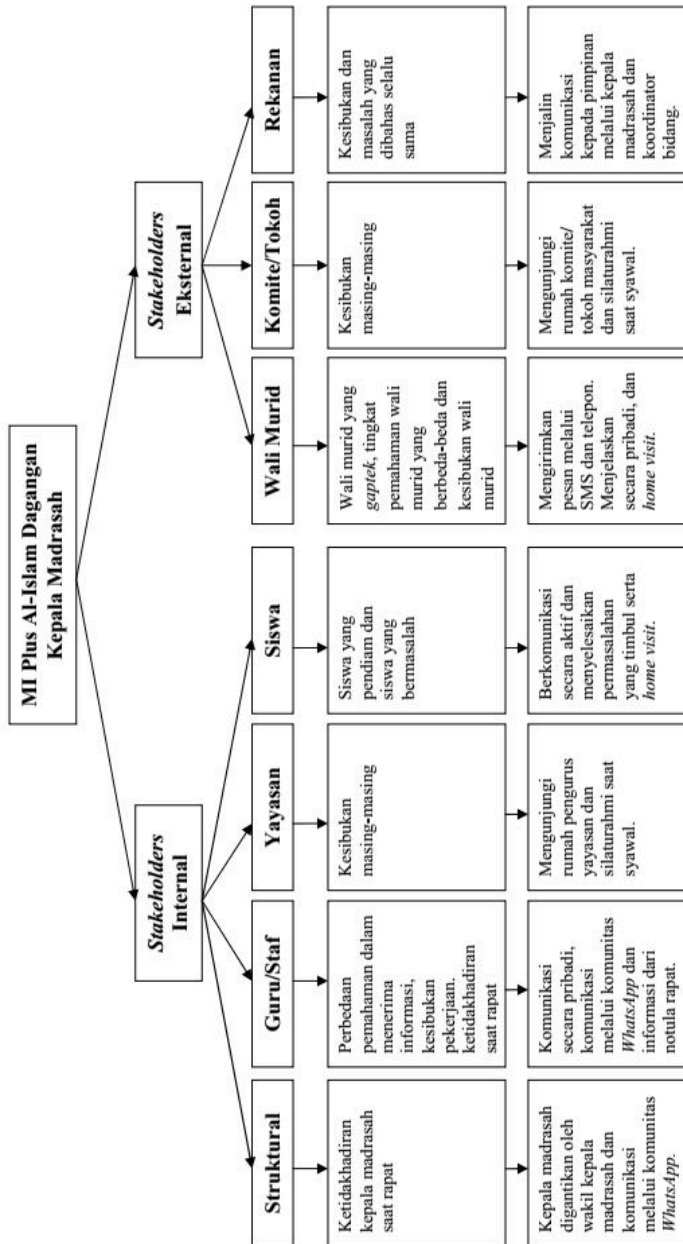 MI Plus Al-Islam Dagangan
Kepala Madrasah
Stakeholders
Internal
Stakeholders
Eksternal
Struktural
Guru/Staf
Yayasan
Siswa
Wali Murid
Komite/Tokoh
Rekanan
Ketidakhadiran
kepala madrasah
saat rapat
Perbedaan
pemahaman dalam
menerima
informasi,
kesibukan
pekerjaan.
ketidakhadiran
saat rapat
Kesibukan
masing-masing
Siswa yang
pendiam dan
siswa yang
bermasalah
Wali murid yang
gaptek, tingkat
pemahaman wali
murid yang
berbeda-beda dan
kesibukan wali
murid
Kesibukan
masing-masing
Kesibukan dan
masalah yang
dibahas selalu
sama
Kepala madrasah
digantikan oleh
wakil kepala
madrasah dan
komunikasi
melalui komunitas
WhatsApp.
Komunikasi
secara pribadi,
komunikasi
melalui komunitas
WhatsApp dan
informasi dari
notula rapat.
Mengunjungi
rumah pengurus
yayasan dan
silaturahmi saat
syawal.
Berkomunikasi
secara aktif dan
menyelesaikan
permasalahan
yang timbul serta
home visit.
Mengirimkan
pesan melalui
SMS dan telepon.
Menjelaskan
secara pribadi, dan
home visit.
Mengunjungi
rumah komite/
tokoh masyarakat
dan silaturahmi
saat syawal.
Menjalin
komunikasi
kepada pimpinan
melalui kepala
madrasah dan
koordinator
bidang.